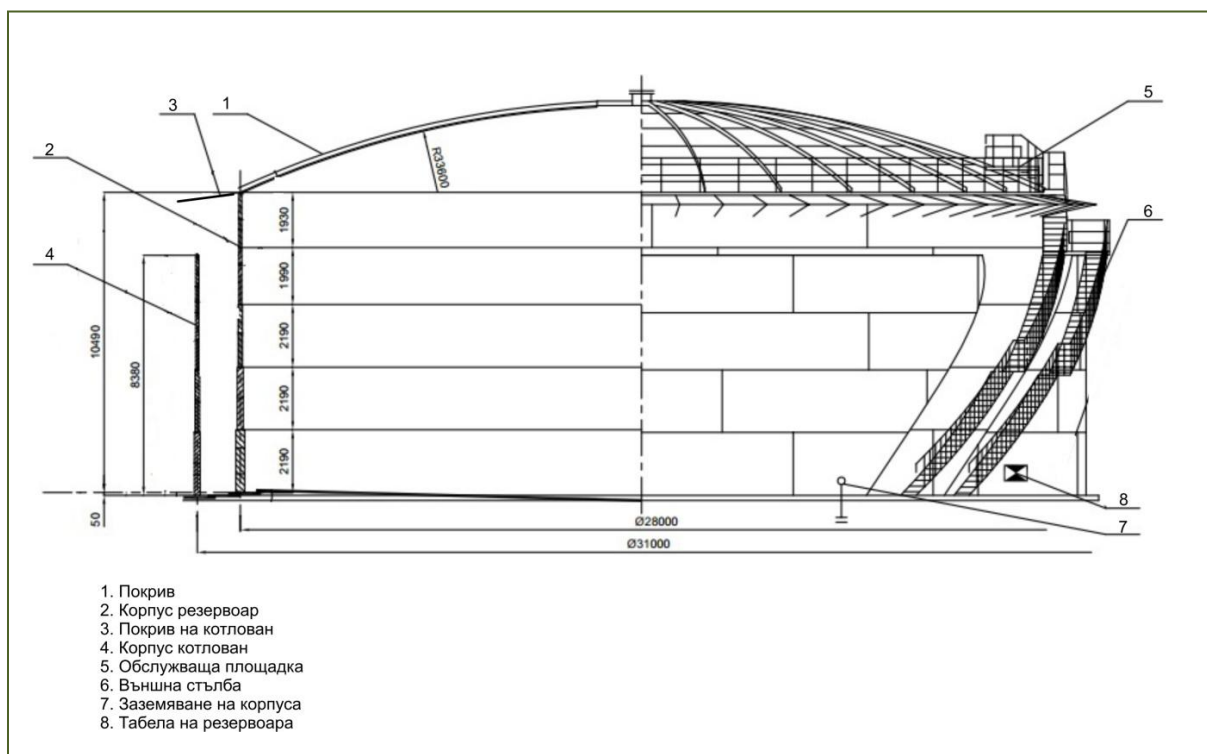 3
1
5
2
R33600
1930
6
4
1990
10490
8380
2190
2190
2190
50
8
7
Ø28000
Ø31000
1. Покрив
2. Корпус резервоар
3. Покрив на котлован
4. Корпус котлован
5. Обслужваща площадка
6. Външна стълба
7. Заземяване на корпуса
8. Табела на резервоара